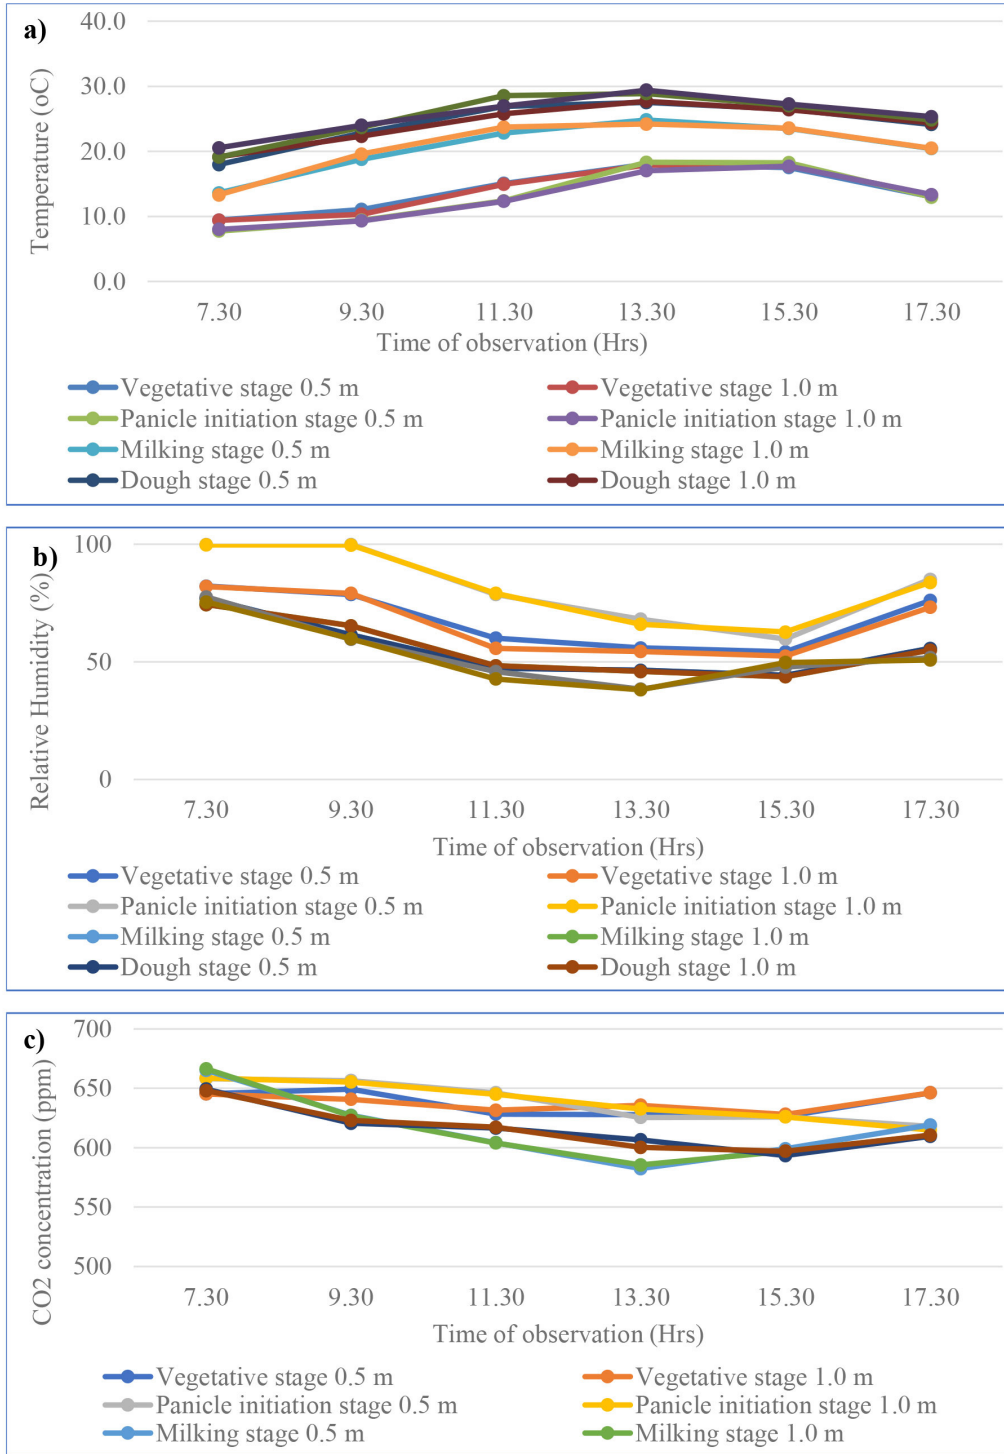 a)
40.0
30.0
20.0
10.0
0.0
Temperature (oC)
7.30 9.30 11.30 13.30 15.30 17.30
Time of observation (Hrs)
Vegetative stage 0.5 m Vegetative stage 1.0 m
Panicle initiation stage 0.5 m Panicle initiation stage 1.0 m
Milking stage 0.5 m Milking stage 1.0 m
Dough stage 0.5 m Dough stage 1.0 m
b)
100
50
0
Relative Humidity (%)
7.30 9.30 11.30 13.30 15.30 17.30
Time of observation (Hrs)
Vegetative stage 0.5 m Vegetative stage 1.0 m
Panicle initiation stage 0.5 m Panicle initiation stage 1.0 m
Milking stage 0.5 m Milking stage 1.0 m
Dough stage 0.5 m Dough stage 1.0 m
c)
700
650
600
550
500
CO2 concentration (ppm)
7.30 9.30 11.30 13.30 15.30 17.30
Time of observation (Hrs)
Vegetative stage 0.5 m Vegetative stage 1.0 m
Panicle initiation stage 0.5 m Panicle initiation stage 1.0 m
Milking stage 0.5 m Milking stage 1.0 m